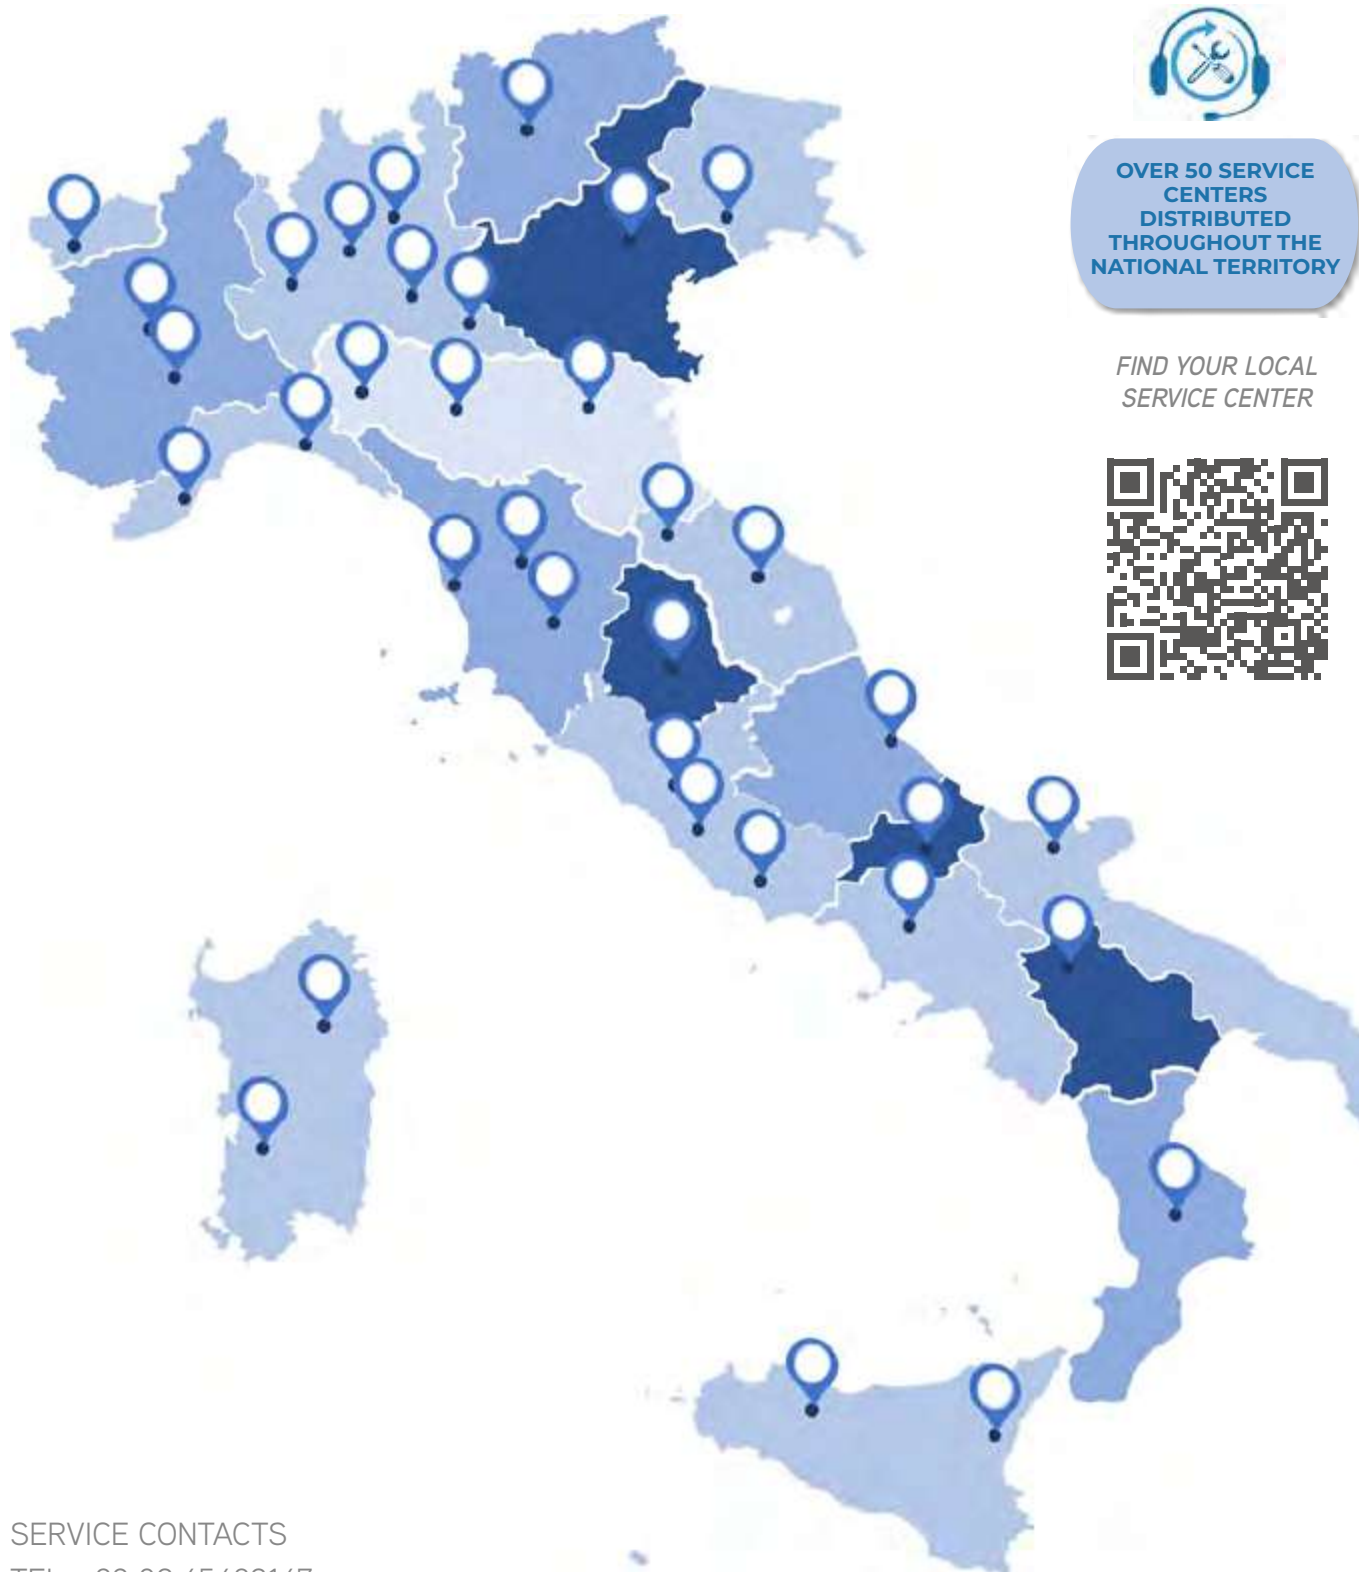 OVER 50 SERVICE
CENTERS
DISTRIBUTED
THROUGHOUT THE
NATIONAL TERRITORY
FIND YOUR LOCAL
SERVICE CENTER
SERVICE CONTACTS